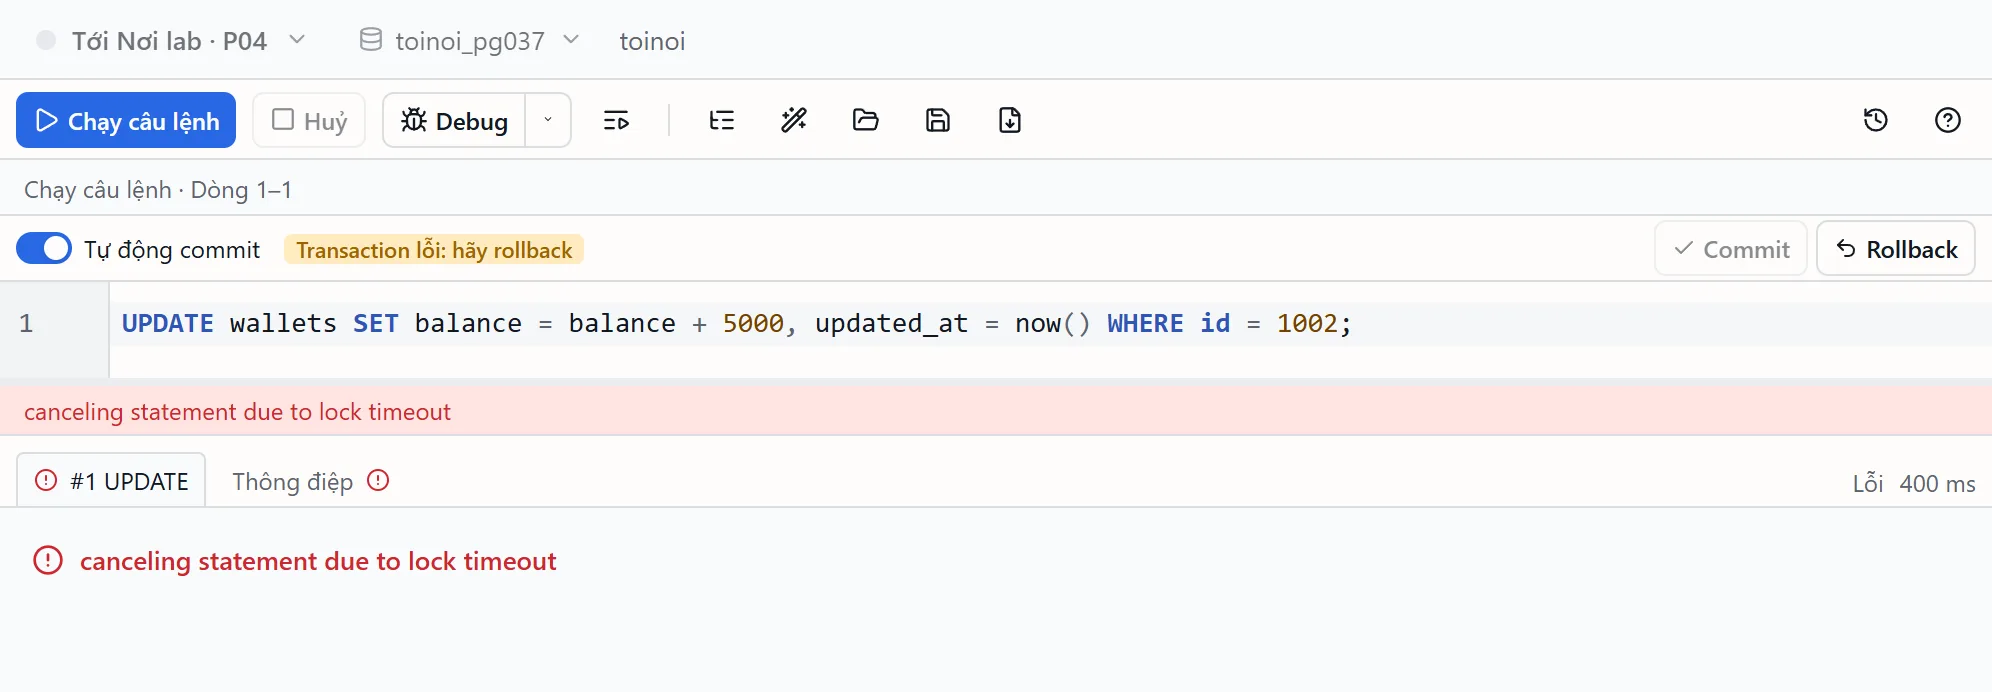 Tới Nơi lab · P04 toinoi_pg037 toinoi
Chạy câu lệnh Huỷ Debug
Chạy câu lệnh · Dòng 1–1
Tự động commit Transaction lỗi: hãy rollback Commit Rollback
1 UPDATE wallets SET balance = balance + 5000, updated_at = now() WHERE id = 1002;
canceling statement due to lock timeout
#1 UPDATE Thông điệp Lỗi 400 ms
canceling statement due to lock timeout